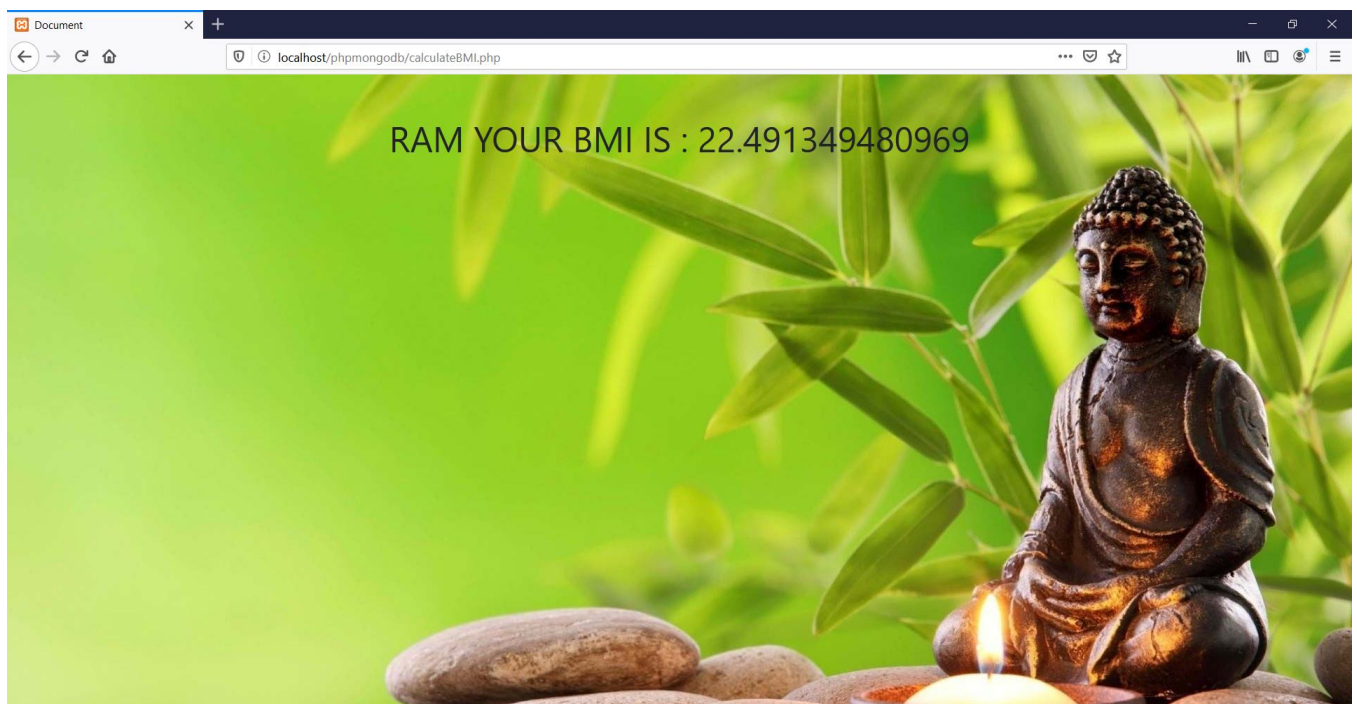 Document
localhost/phpmongodb/calculateBMI.php
RAM YOUR BMI IS : 22.491349480969